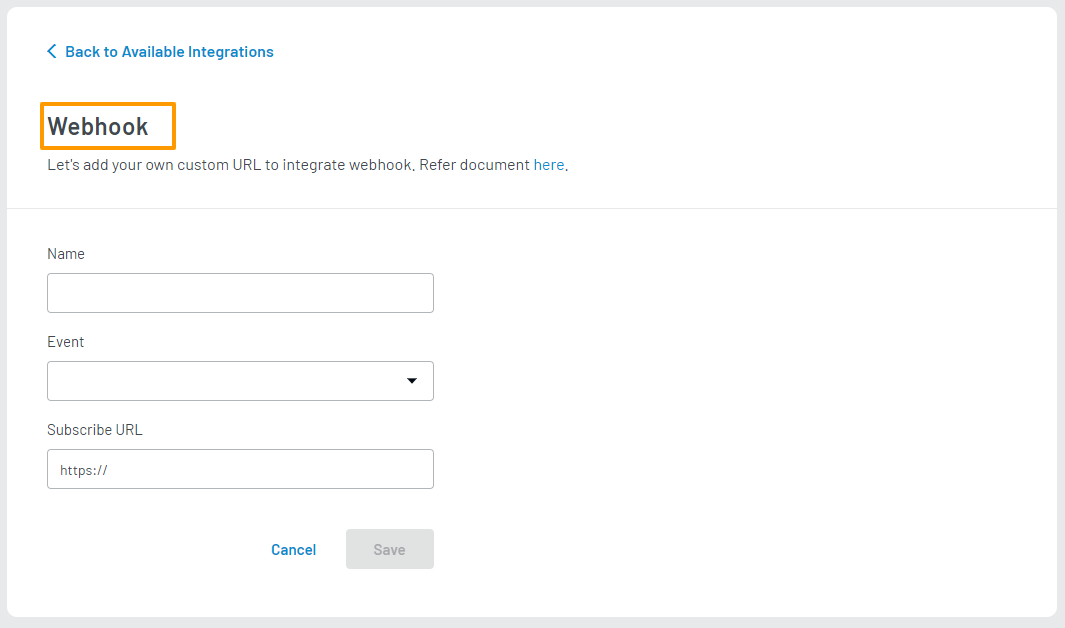 Back to Available Integrations
Webhook
Let's add your own custom URL to integrate webhook. Refer document here.
Name
Event
Subscribe URL
https://
Cancel Save